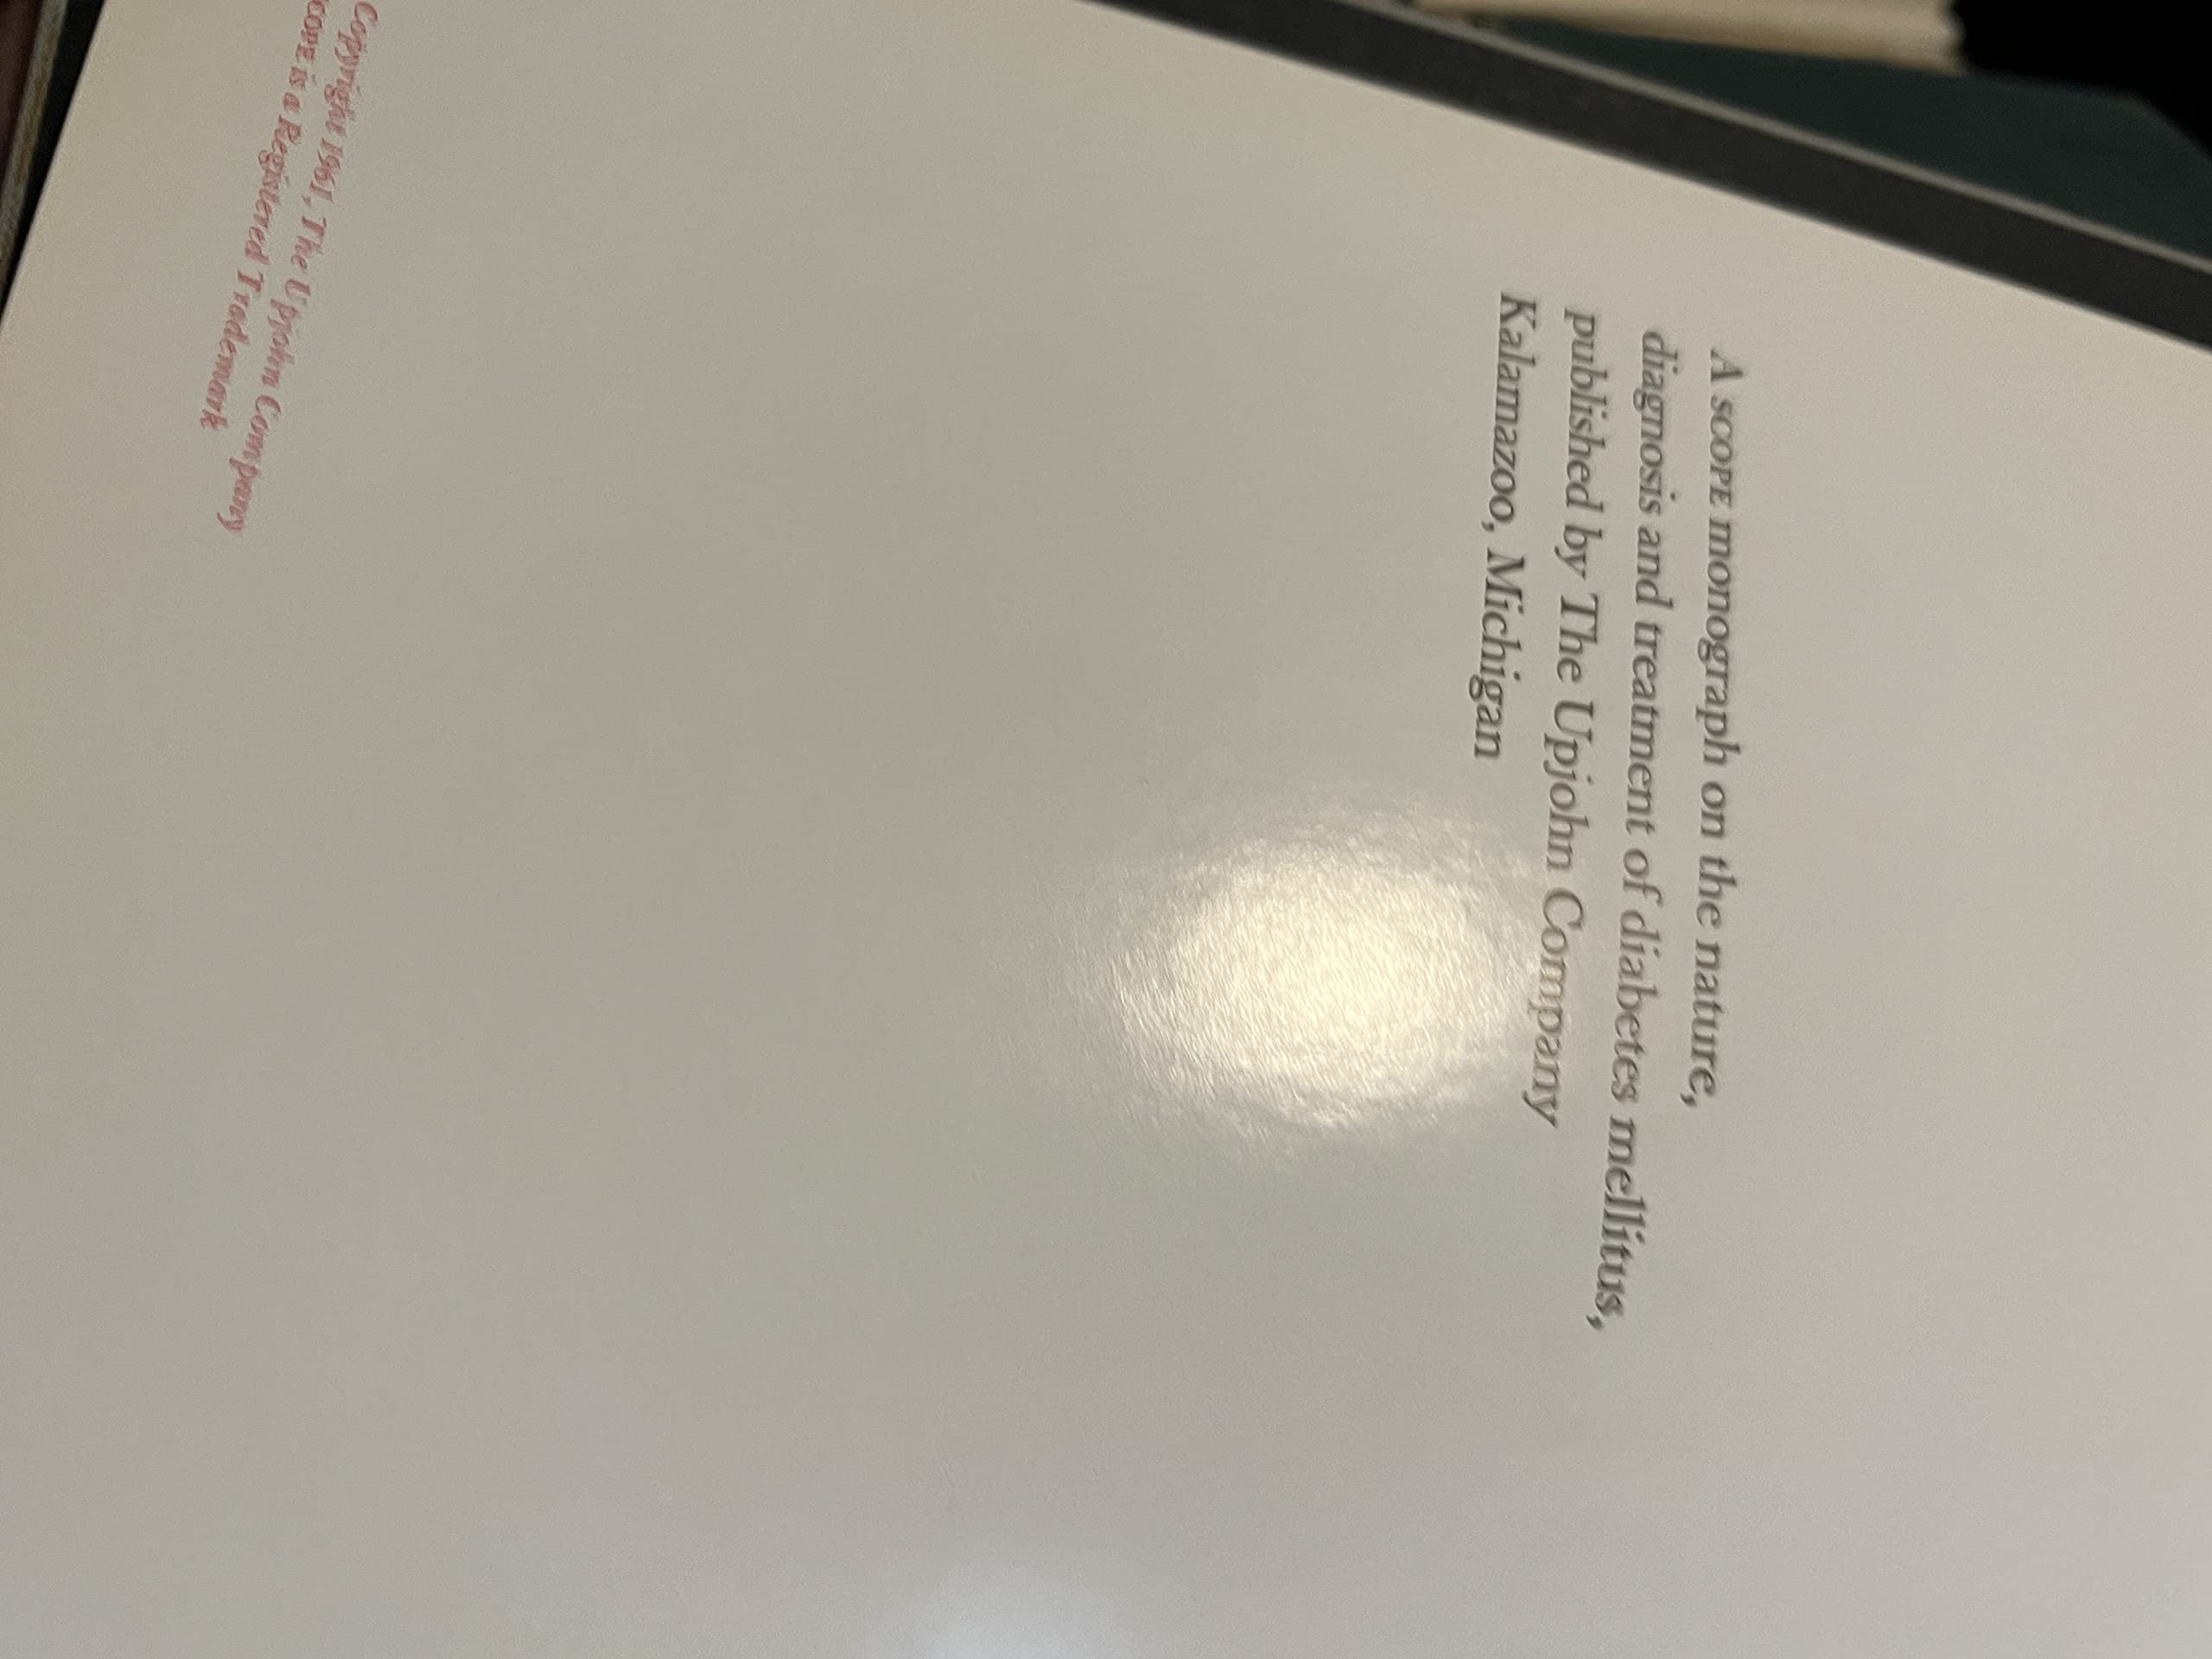 A SCOPE monograph on the nature,
diagnosis and treatment of diabetes mellitus,
published by The Upjohn Company
Kalamazoo, Michigan
Copyright 1961, The Upjohn Company
COPE is a Registered Trademark